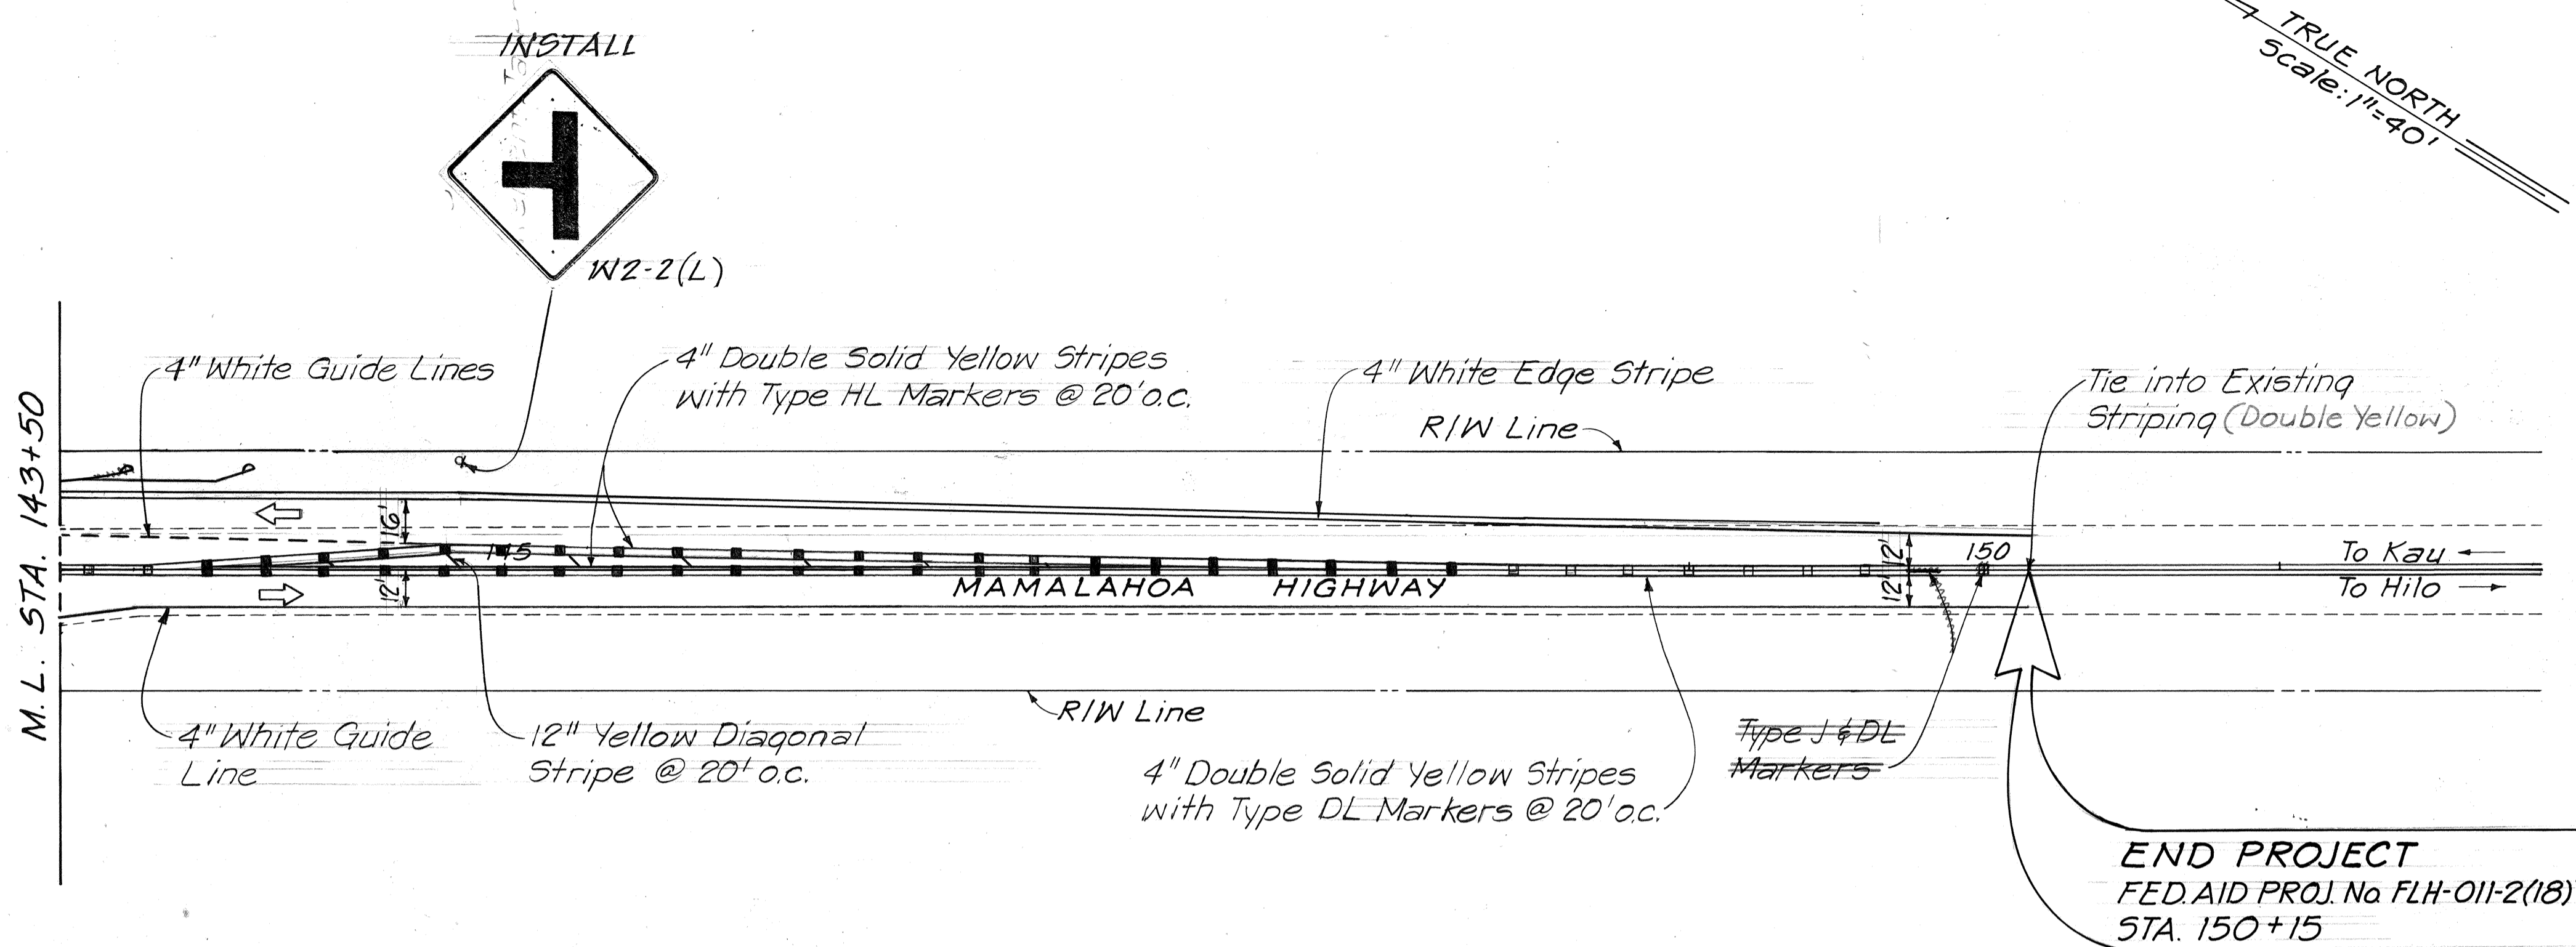 INSTALL
W2-2(L)
TRUE NORTH
Scale: 1"=40'
M.L. STA. 143+50
4" White Guide Lines
4" Double Solid Yellow Stripes
with Type HL Markers @ 20' o.c.
4" White Edge Stripe
R/W Line
Tie into Existing
Striping (Double Yellow)
16'
12'
145
12'
12'
150
To Kau
To Hilo
MAMALAHOA HIGHWAY
4" White Guide
Line
12" Yellow Diagonal
Stripe @ 20' o.c.
R/W Line
4" Double Solid Yellow Stripes
with Type DL Markers @ 20' o.c.
Type J & DL
Markers
END PROJECT
FED. AID PROJ. No. FLH-011-2(18)
STA. 150+15